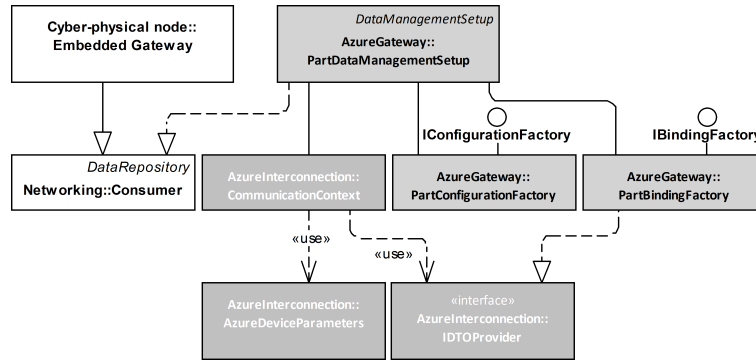 Cyber-physical node::
Embedded Gateway
DataManagementSetup
AzureGateway::
PartDataManagementSetup
IConfigurationFactory
IBindingFactory
DataRepository
Networking::Consumer
AzureInterconnection::
CommunicationContext
AzureGateway::
PartConfigurationFactory
AzureGateway::
PartBindingFactory
«use»
«use»
AzureInterconnection::
AzureDeviceParameters
«interface»
AzureInterconnection::
IDTOProvider